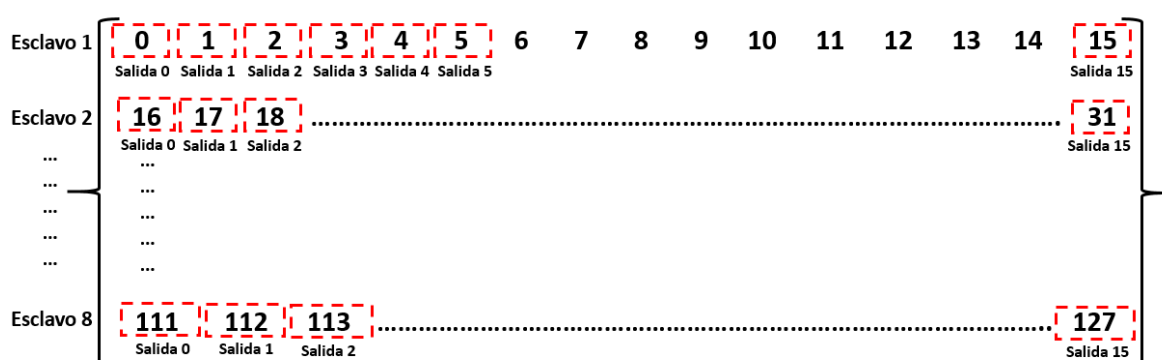 Esclavo 1 0 1 2 3 4 5 6 7 8 9 10 11 12 13 14 15
Salida 0 Salida 1 Salida 2 Salida 3 Salida 4 Salida 5 Salida 15
Esclavo 2 16 17 18 ........................................ 31
Salida 0 Salida 1 Salida 2 Salida 15
... ...
... ...
... ...
... ...
... ...
Esclavo 8 111 112 113 ........................................ 127
Salida 0 Salida 1 Salida 2 Salida 15